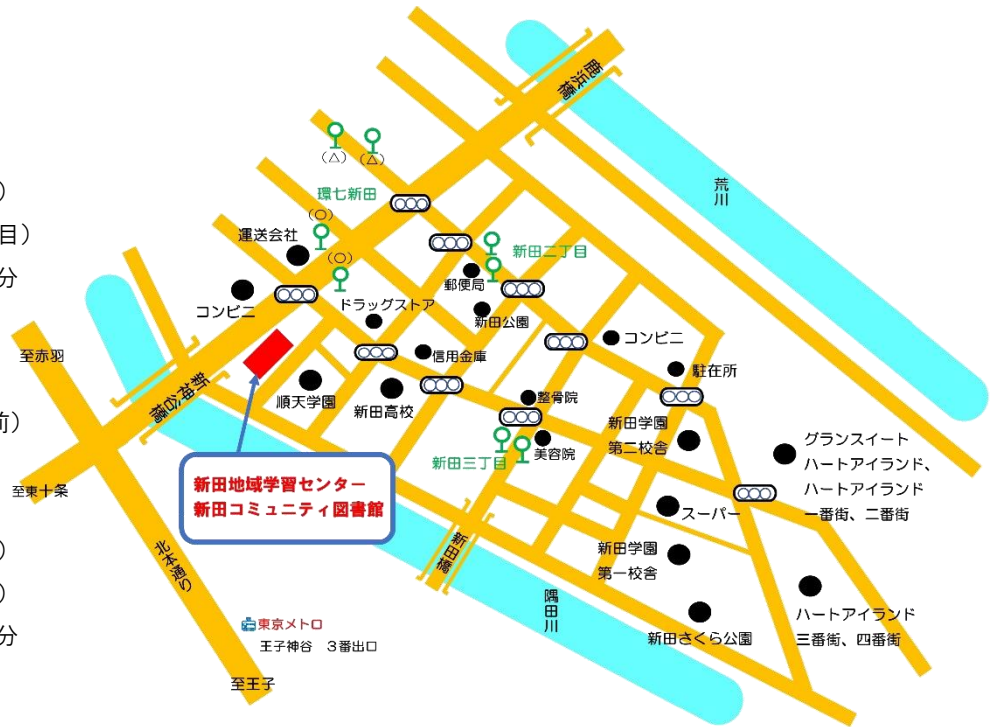 ）
目）
分
前）
）
）
分
鹿浜橋
荒川
（△）
（△）
環七新田
（○）
運送会社
（○）
新田二丁目
郵便局
コンビニ
ドラッグストア
新田公園
至赤羽
信用金庫
コンビニ
駐在所
新神谷橋
順天学園
新田高校
整骨院
新田学園
第二校舎
グランスイート
ハートアイランド、
ハートアイランド
一番街、二番街
新田三丁目
美容院
至東十条
新田地域学習センター
新田コミュニティ図書館
スーパー
北本通り
新田橋
新田学園
第一校舎
隅田川
東京メトロ
王子神谷　3番出口
新田さくら公園
ハートアイランド
三番街、四番街
至王子